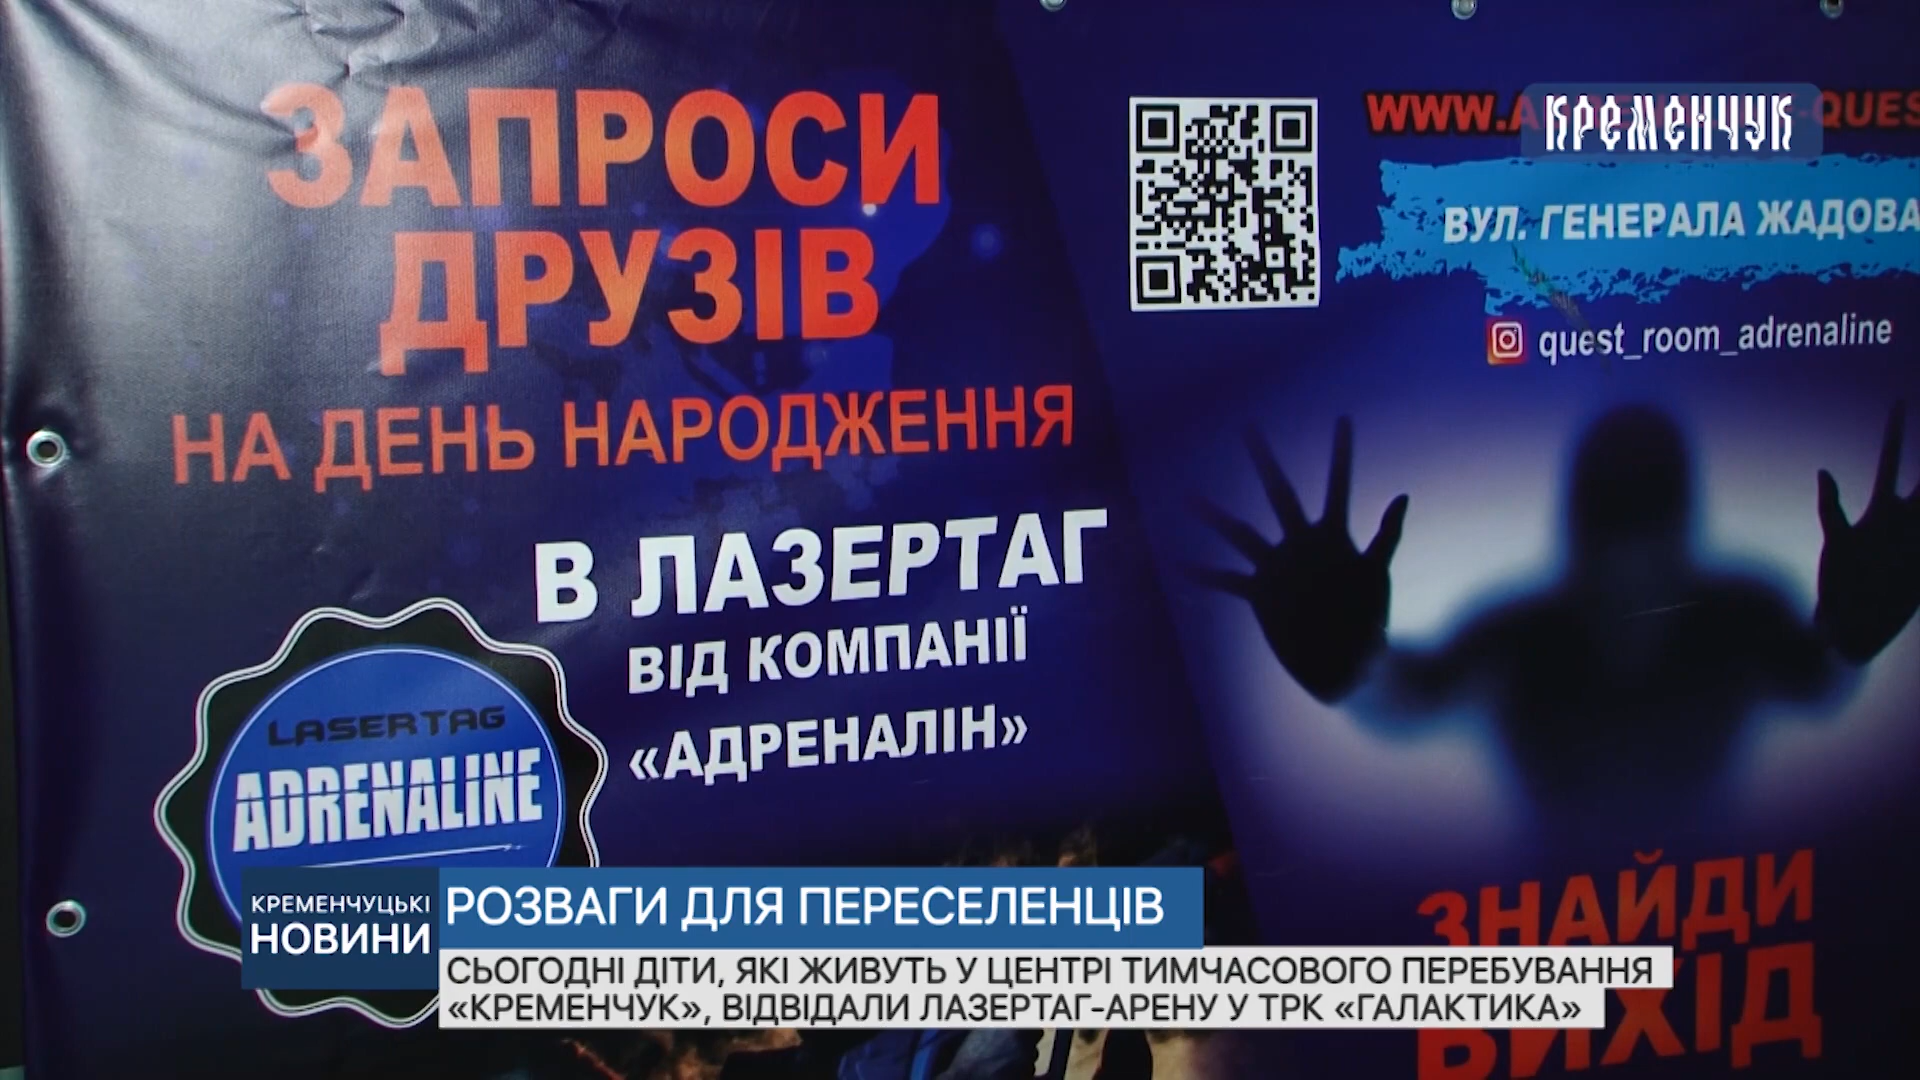 ЗАПРОСИ
ДРУЗІВ
НА ДЕНЬ НАРОДЖЕННЯ
В ЛАЗЕРТАГ
ВІД КОМПАНІЇ
«АДРЕНАЛІН»
LASERTAG
ADRENALINE
КРЕМЕНЧУК
ВУЛ. ГЕНЕРАЛА ЖАДОВА
quest_room_adrenaline
ЗНАЙДИ
ВИХІД
КРЕМЕНЧУЦЬКІ
НОВИНИ
РОЗВАГИ ДЛЯ ПЕРЕСЕЛЕНЦІВ
СЬОГОДНІ ДІТИ, ЯКІ ЖИВУТЬ У ЦЕНТРІ ТИМЧАСОВОГО ПЕРЕБУВАННЯ
«КРЕМЕНЧУК», ВІДВІДАЛИ ЛАЗЕРТАГ-АРЕНУ У ТРК «ГАЛАКТИКА»